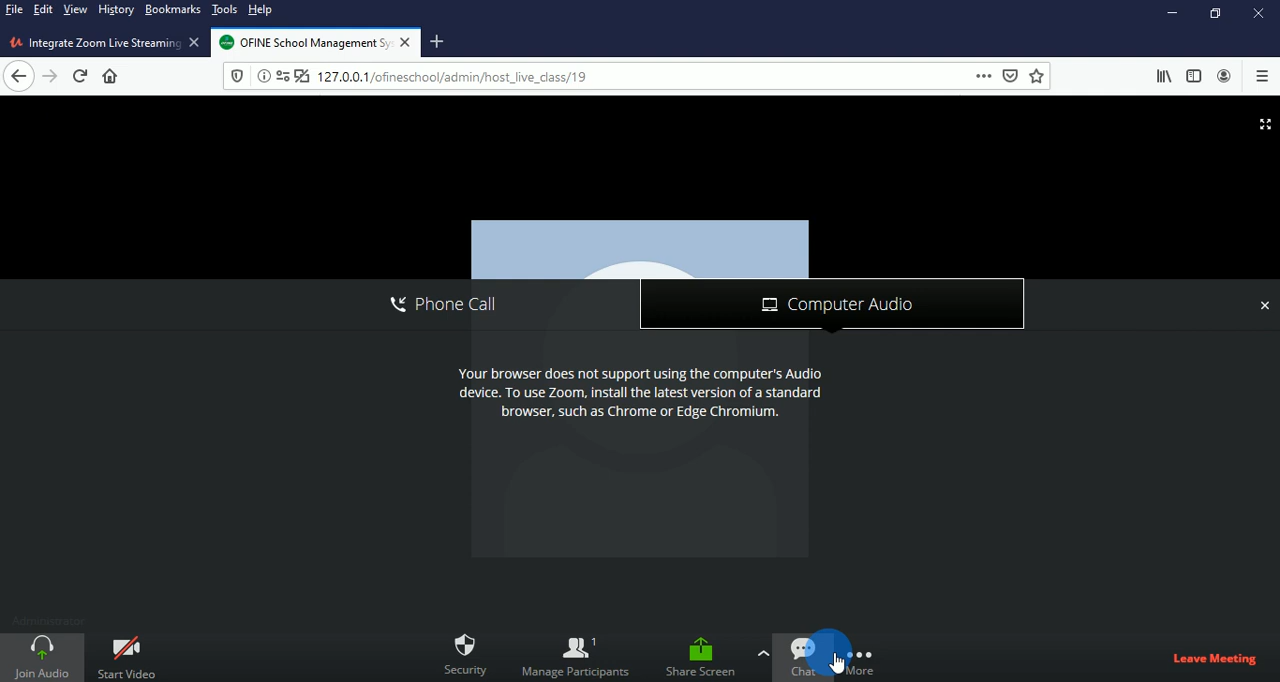 File Edit View History Bookmarks Tools Help
Integrate Zoom Live Streaming
OFINE School Management Sy
127.0.0.1/ofineschool/admin/host_live_class/19
Phone Call
Computer Audio
Your browser does not support using the computer's Audio
device. To use Zoom, install the latest version of a standard
browser, such as Chrome or Edge Chromium.
Administrator
Join Audio
Start Video
Security
1
Manage Participants
Share Screen
Chat
More
Leave Meeting